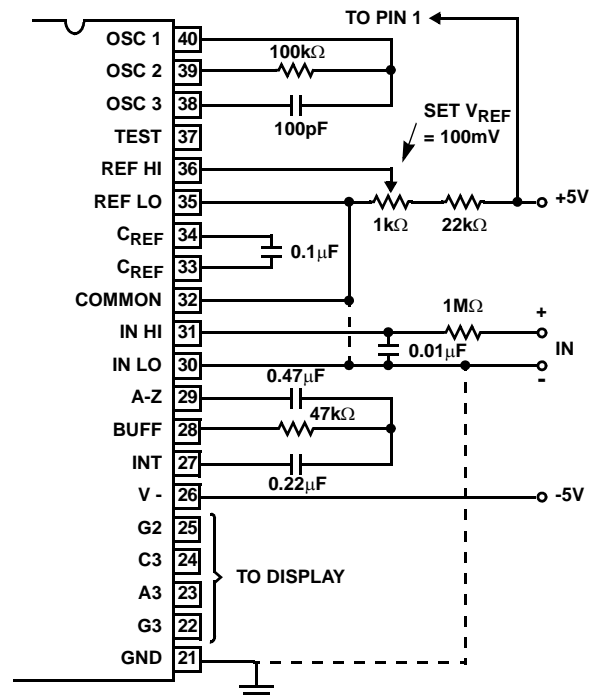 TO PIN 1
OSC 1 40
100kΩ
OSC 2 39
OSC 3 38
100pF
SET VREF
= 100mV
TEST 37
REF HI 36
REF LO 35
+5V
1kΩ 22kΩ
CREF 34
0.1μF
CREF 33
COMMON 32
1MΩ
+
IN HI 31
0.01μF
IN
IN LO 30
-
0.47μF
A-Z 29
47kΩ
BUFF 28
INT 27
0.22μF
V - 26
-5V
G2 25
C3 24
TO DISPLAY
A3 23
G3 22
GND 21